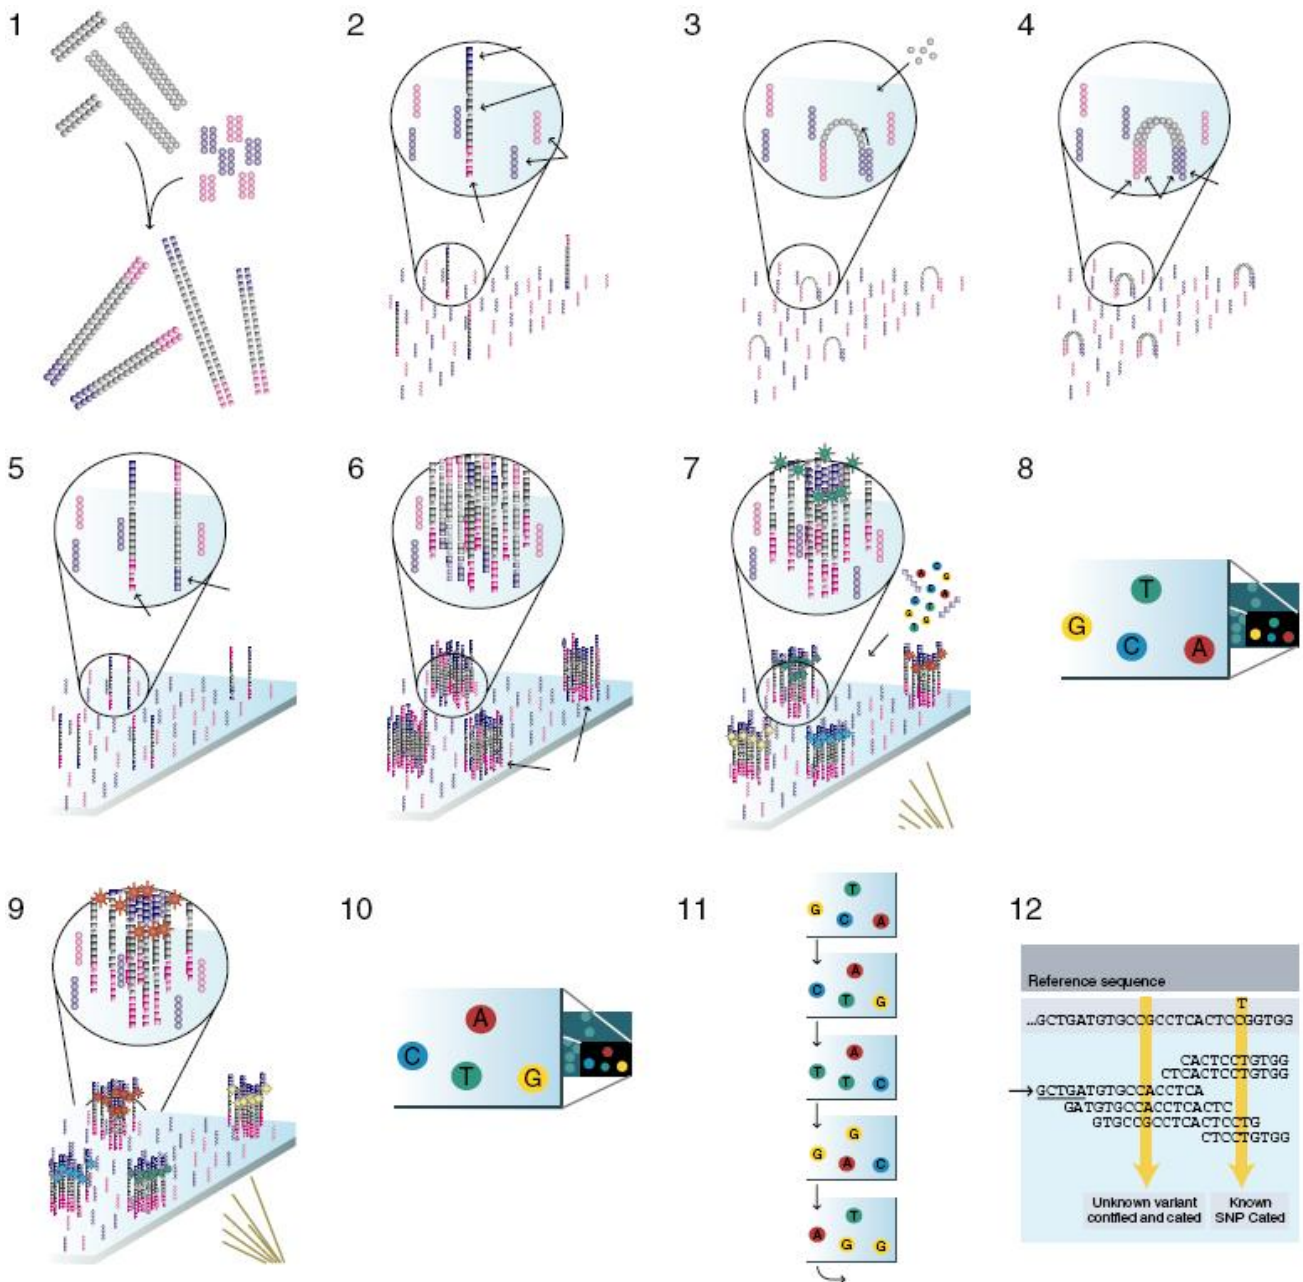 1
2
3
4
5
6
7
A C
G
C G A
G T
T G
8
T
G
C
A
9
10
A
C
T
G
11
T
G
C
A
A
C
T
G
A
T
T
C
G
G
A
C
T
A
G
G
12
Reference sequence
T
...GCTGATGTGCCGCCTCACTCCGGTGG
CACTCCTGTGG
CTCACTCCTGTGG
GCTGATGTGCCACCTCA
GATGTGCCACCTCACTC
GTGCCGCCTCACTCCTG
CTCCTGTGG
Unknown variant
contified and cated
Known
SNP Cated